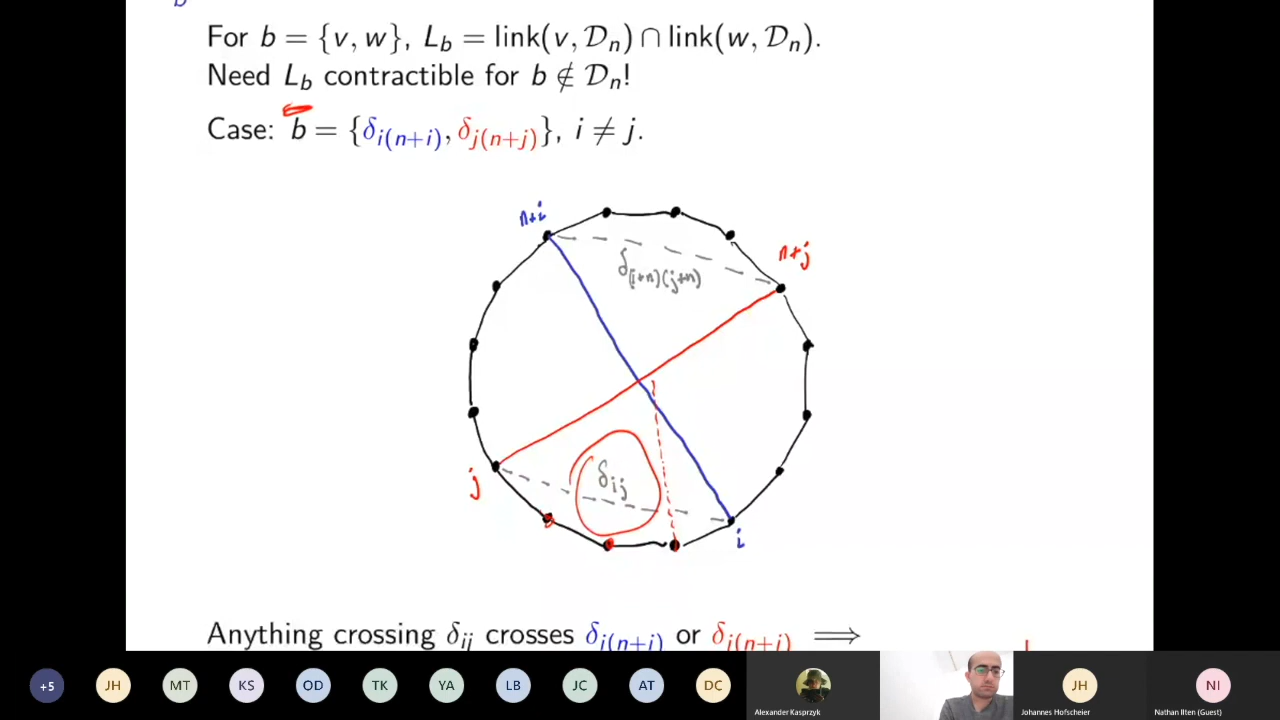 For b = {v, w}, L_b = link(v, 𝒟_n) ∩ link(w, 𝒟_n).
Need L_b contractible for b ∉ 𝒟_n!
Case: b = {δ_{i(n+i)}, δ_{j(n+j)}}, i ≠ j.
n+i
n+j
δ_{(i+n)(j+n)}
j
δ_{ij}
i
Anything crossing δ_{ij} crosses δ_{i(n+i)} or δ_{j(n+j)} ⟹
+5 JH MT KS OD TK YA LB JC AT DC JH NI
Alexander Kasprzyk Johannes Hofscheier Nathan Ilten (Guest)